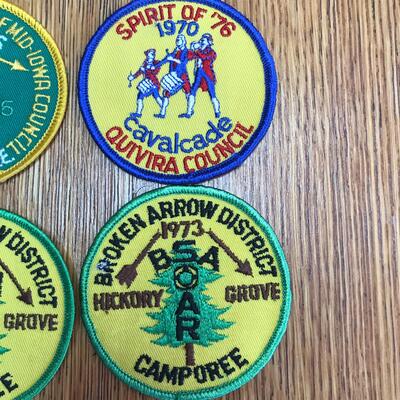 MID-IOWA COUNCIL
5
SPIRIT OF '76
1970
Cavalcade
QUIVIRA COUNCIL
DISTRICT
GROVE
BROKEN ARROW DISTRICT
1973
BSA
SOAR
HICKORY GROVE
CAMPOREE